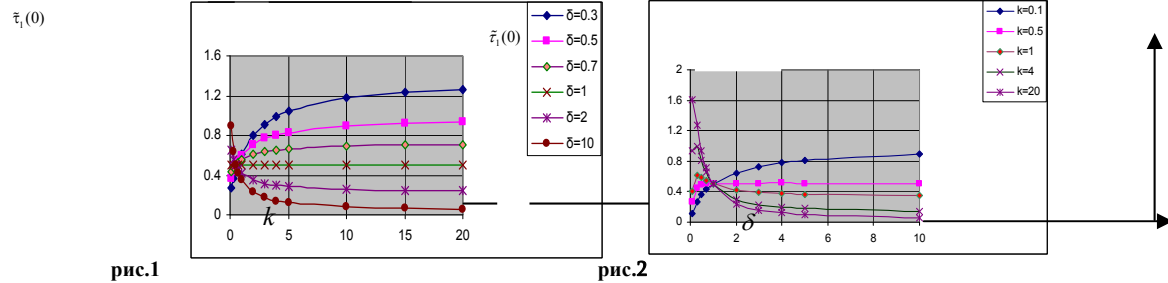 τ̃₁(0)
1.6
1.2
0.8
0.4
0
0 5 10 15 20
k
δ=0.3
δ=0.5
δ=0.7
δ=1
δ=2
δ=10
рис.1
τ̃₁(0)
2
1.6
1.2
0.8
0.4
0
0 2 4 6 8 10
δ
k=0.1
k=0.5
k=1
k=4
k=20
рис.2